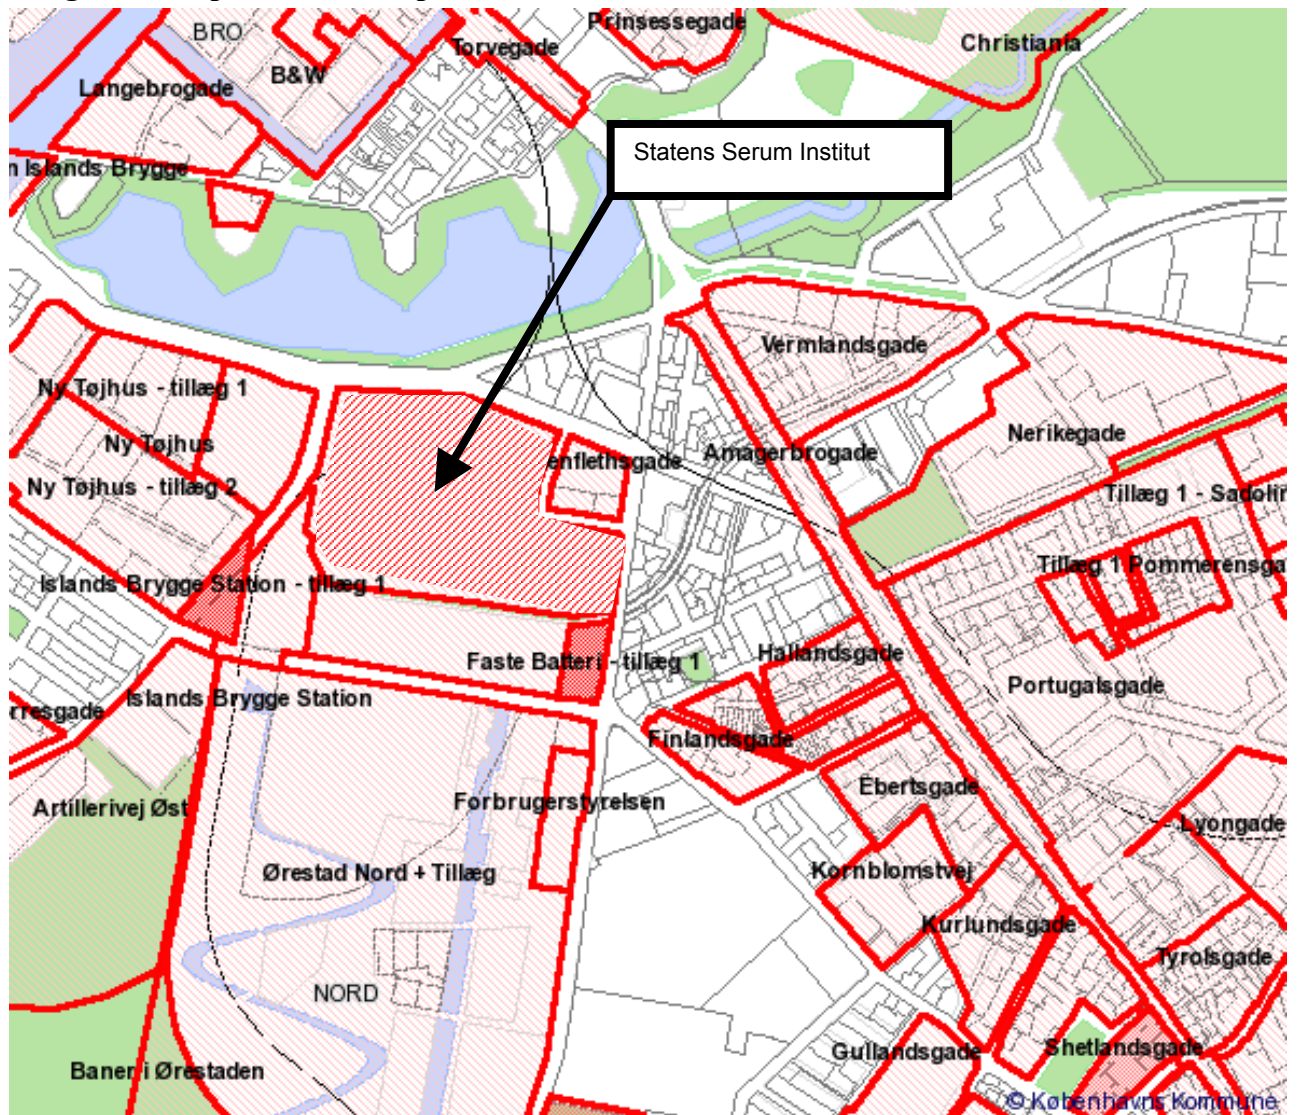 BRO
Prinsessegade
Torvegade
Christiania
B&W
Langebrogade
Statens Serum Institut
n Islands Brygge
Vermlandsgade
Ny Tøjhus - tillæg 1
Ny Tøjhus
Nerikegade
Amagerbrogade
enflethsgade
Ny Tøjhus - tillæg 2
Tillæg 1 - Sadolin
Tillæg 1 Pommerensga
Islands Brygge Station - tillæg 1
Hallandsgade
Faste Batteri - tillæg 1
Portugalsgade
Islands Brygge Station
rresgade
Finlandsgade
Ebertsgade
Artillerivej Øst
Forbrugerstyrelsen
Lyongade
Ørestad Nord + Tillæg
Kornblomstvej
Kurlundsgade
Tyrolsgade
NORD
Gullandsgade
Shetlandsgade
Baner i Ørestaden
© Københavns Kommune